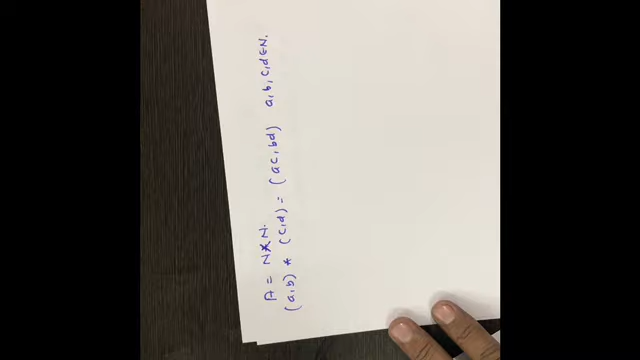 A = N × N.
(a,b) * (c,d) = (ac, bd) a,b,c,d ∈ N.